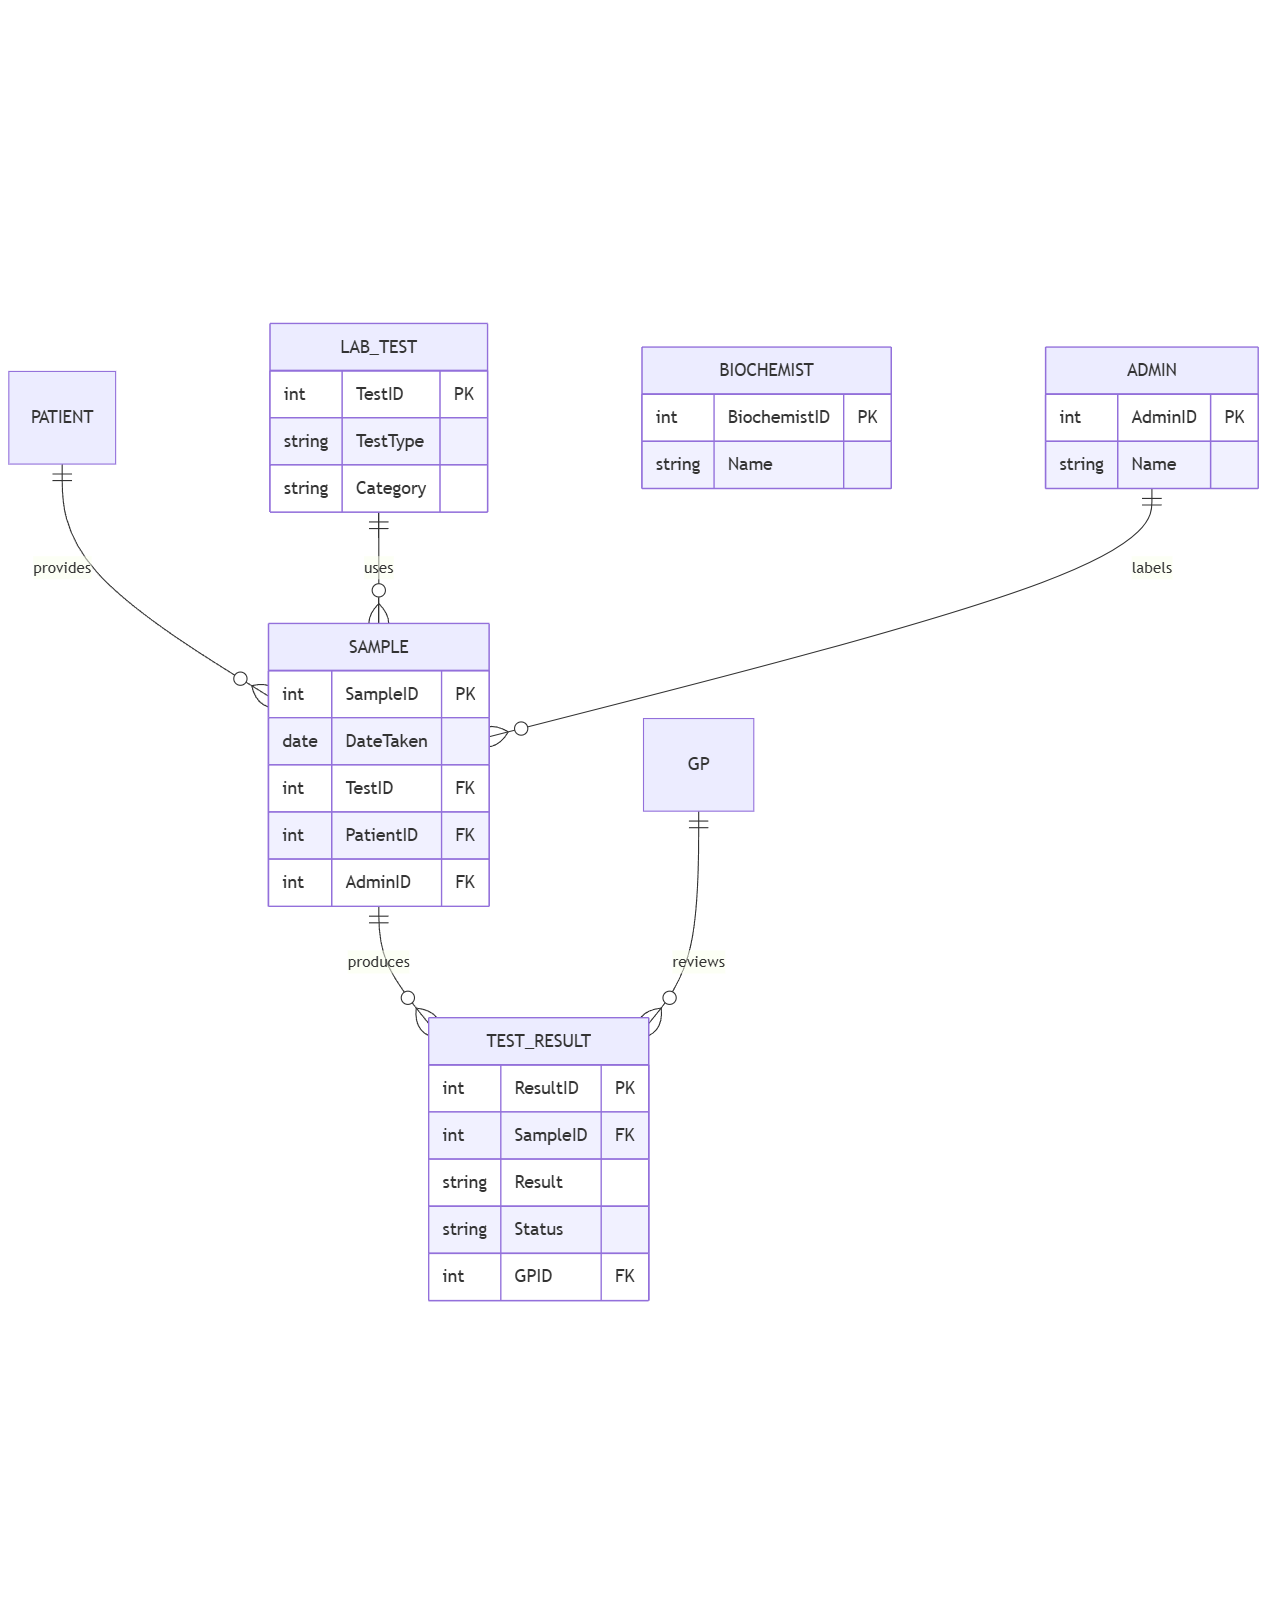 LAB_TEST
int TestID PK
string TestType
string Category
BIOCHEMIST
int BiochemistID PK
string Name
ADMIN
int AdminID PK
string Name
PATIENT
provides
uses
labels
SAMPLE
int SampleID PK
date DateTaken
int TestID FK
int PatientID FK
int AdminID FK
GP
produces
reviews
TEST_RESULT
int ResultID PK
int SampleID FK
string Result
string Status
int GPID FK